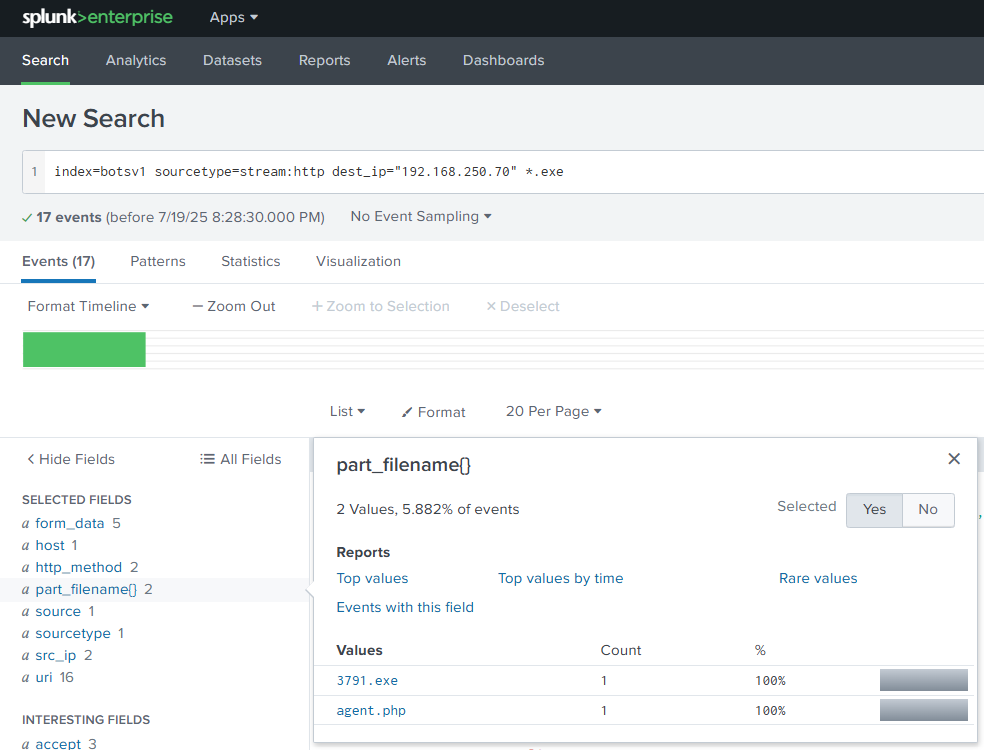 splunk>enterprise Apps
Search Analytics Datasets Reports Alerts Dashboards
New Search
1 index=botsv1 sourcetype=stream:http dest_ip="192.168.250.70" *.exe
✓ 17 events (before 7/19/25 8:28:30.000 PM) No Event Sampling
Events (17) Patterns Statistics Visualization
Format Timeline — Zoom Out + Zoom to Selection × Deselect
List Format 20 Per Page
< Hide Fields All Fields
SELECTED FIELDS
a form_data 5
a host 1
a http_method 2
a part_filename{} 2
a source 1
a sourcetype 1
a src_ip 2
a uri 16
INTERESTING FIELDS
a accept 3
part_filename{} ×
2 Values, 5.882% of events Selected Yes No
Reports
Top values Top values by time Rare values
Events with this field
Values Count %
3791.exe 1 100%
agent.php 1 100%